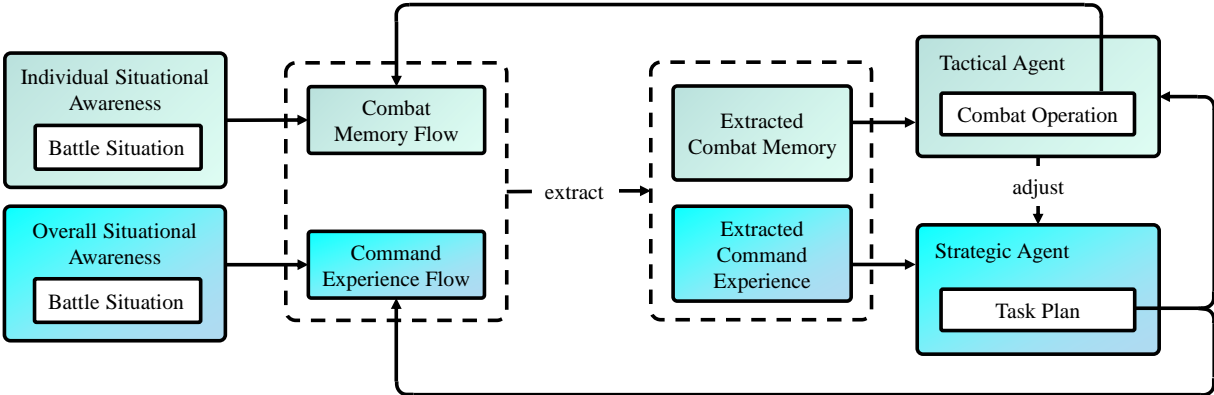 Individual Situational
Awareness
Battle Situation
Overall Situational
Awareness
Battle Situation
Combat
Memory Flow
Command
Experience Flow
extract
Extracted
Combat Memory
Extracted
Command
Experience
Tactical Agent
Combat Operation
adjust
Strategic Agent
Task Plan